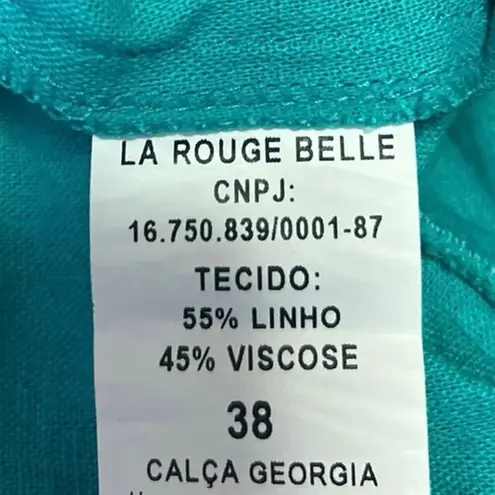 LA ROUGE BELLE
CNPJ:
16.750.839/0001-87
TECIDO:
55% LINHO
45% VISCOSE
38
CALÇA GEORGIA